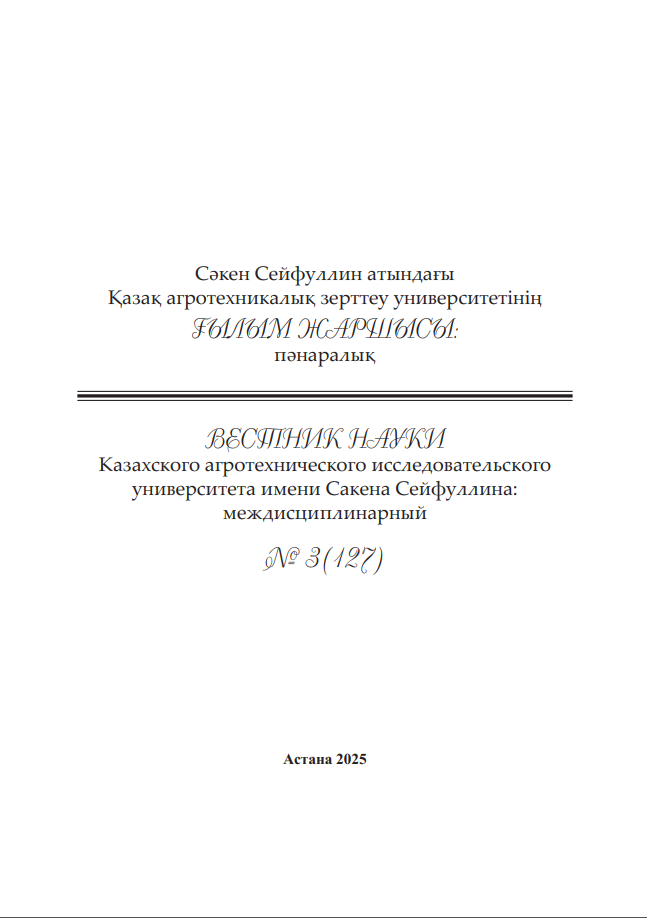 Сәкен Сейфуллин атындағы
Қазақ агротехникалық зерттеу университетінің
ҒЫЛЫМ ЖАРШЫСЫ:
пәнаралық
ВЕСТНИК НАУКИ
Казахского агротехнического исследовательского
университета имени Сакена Сейфуллина:
междисциплинарный
№ 3(127)
Астана 2025